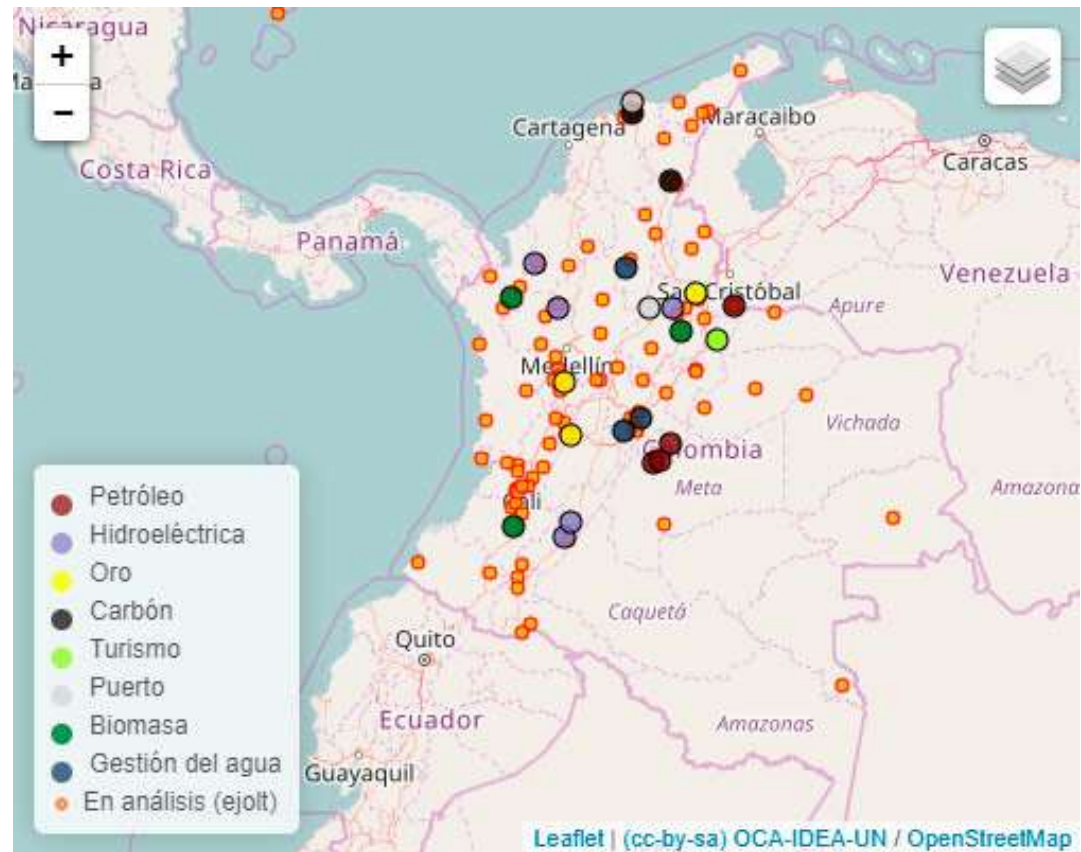 Nicaragua
+
−
Cartagena
Maracaibo
Caracas
Costa Rica
Panamá
Venezuela
San Cristóbal
Apure
Medellín
Vichada
Colombia
Meta
Amazona
Cali
Caquetá
Quito
Ecuador
Amazonas
Guayaquil
Petróleo
Hidroeléctrica
Oro
Carbón
Turismo
Puerto
Biomasa
Gestión del agua
En análisis (ejolt)
Leaflet | (cc-by-sa) OCA-IDEA-UN / OpenStreetMap